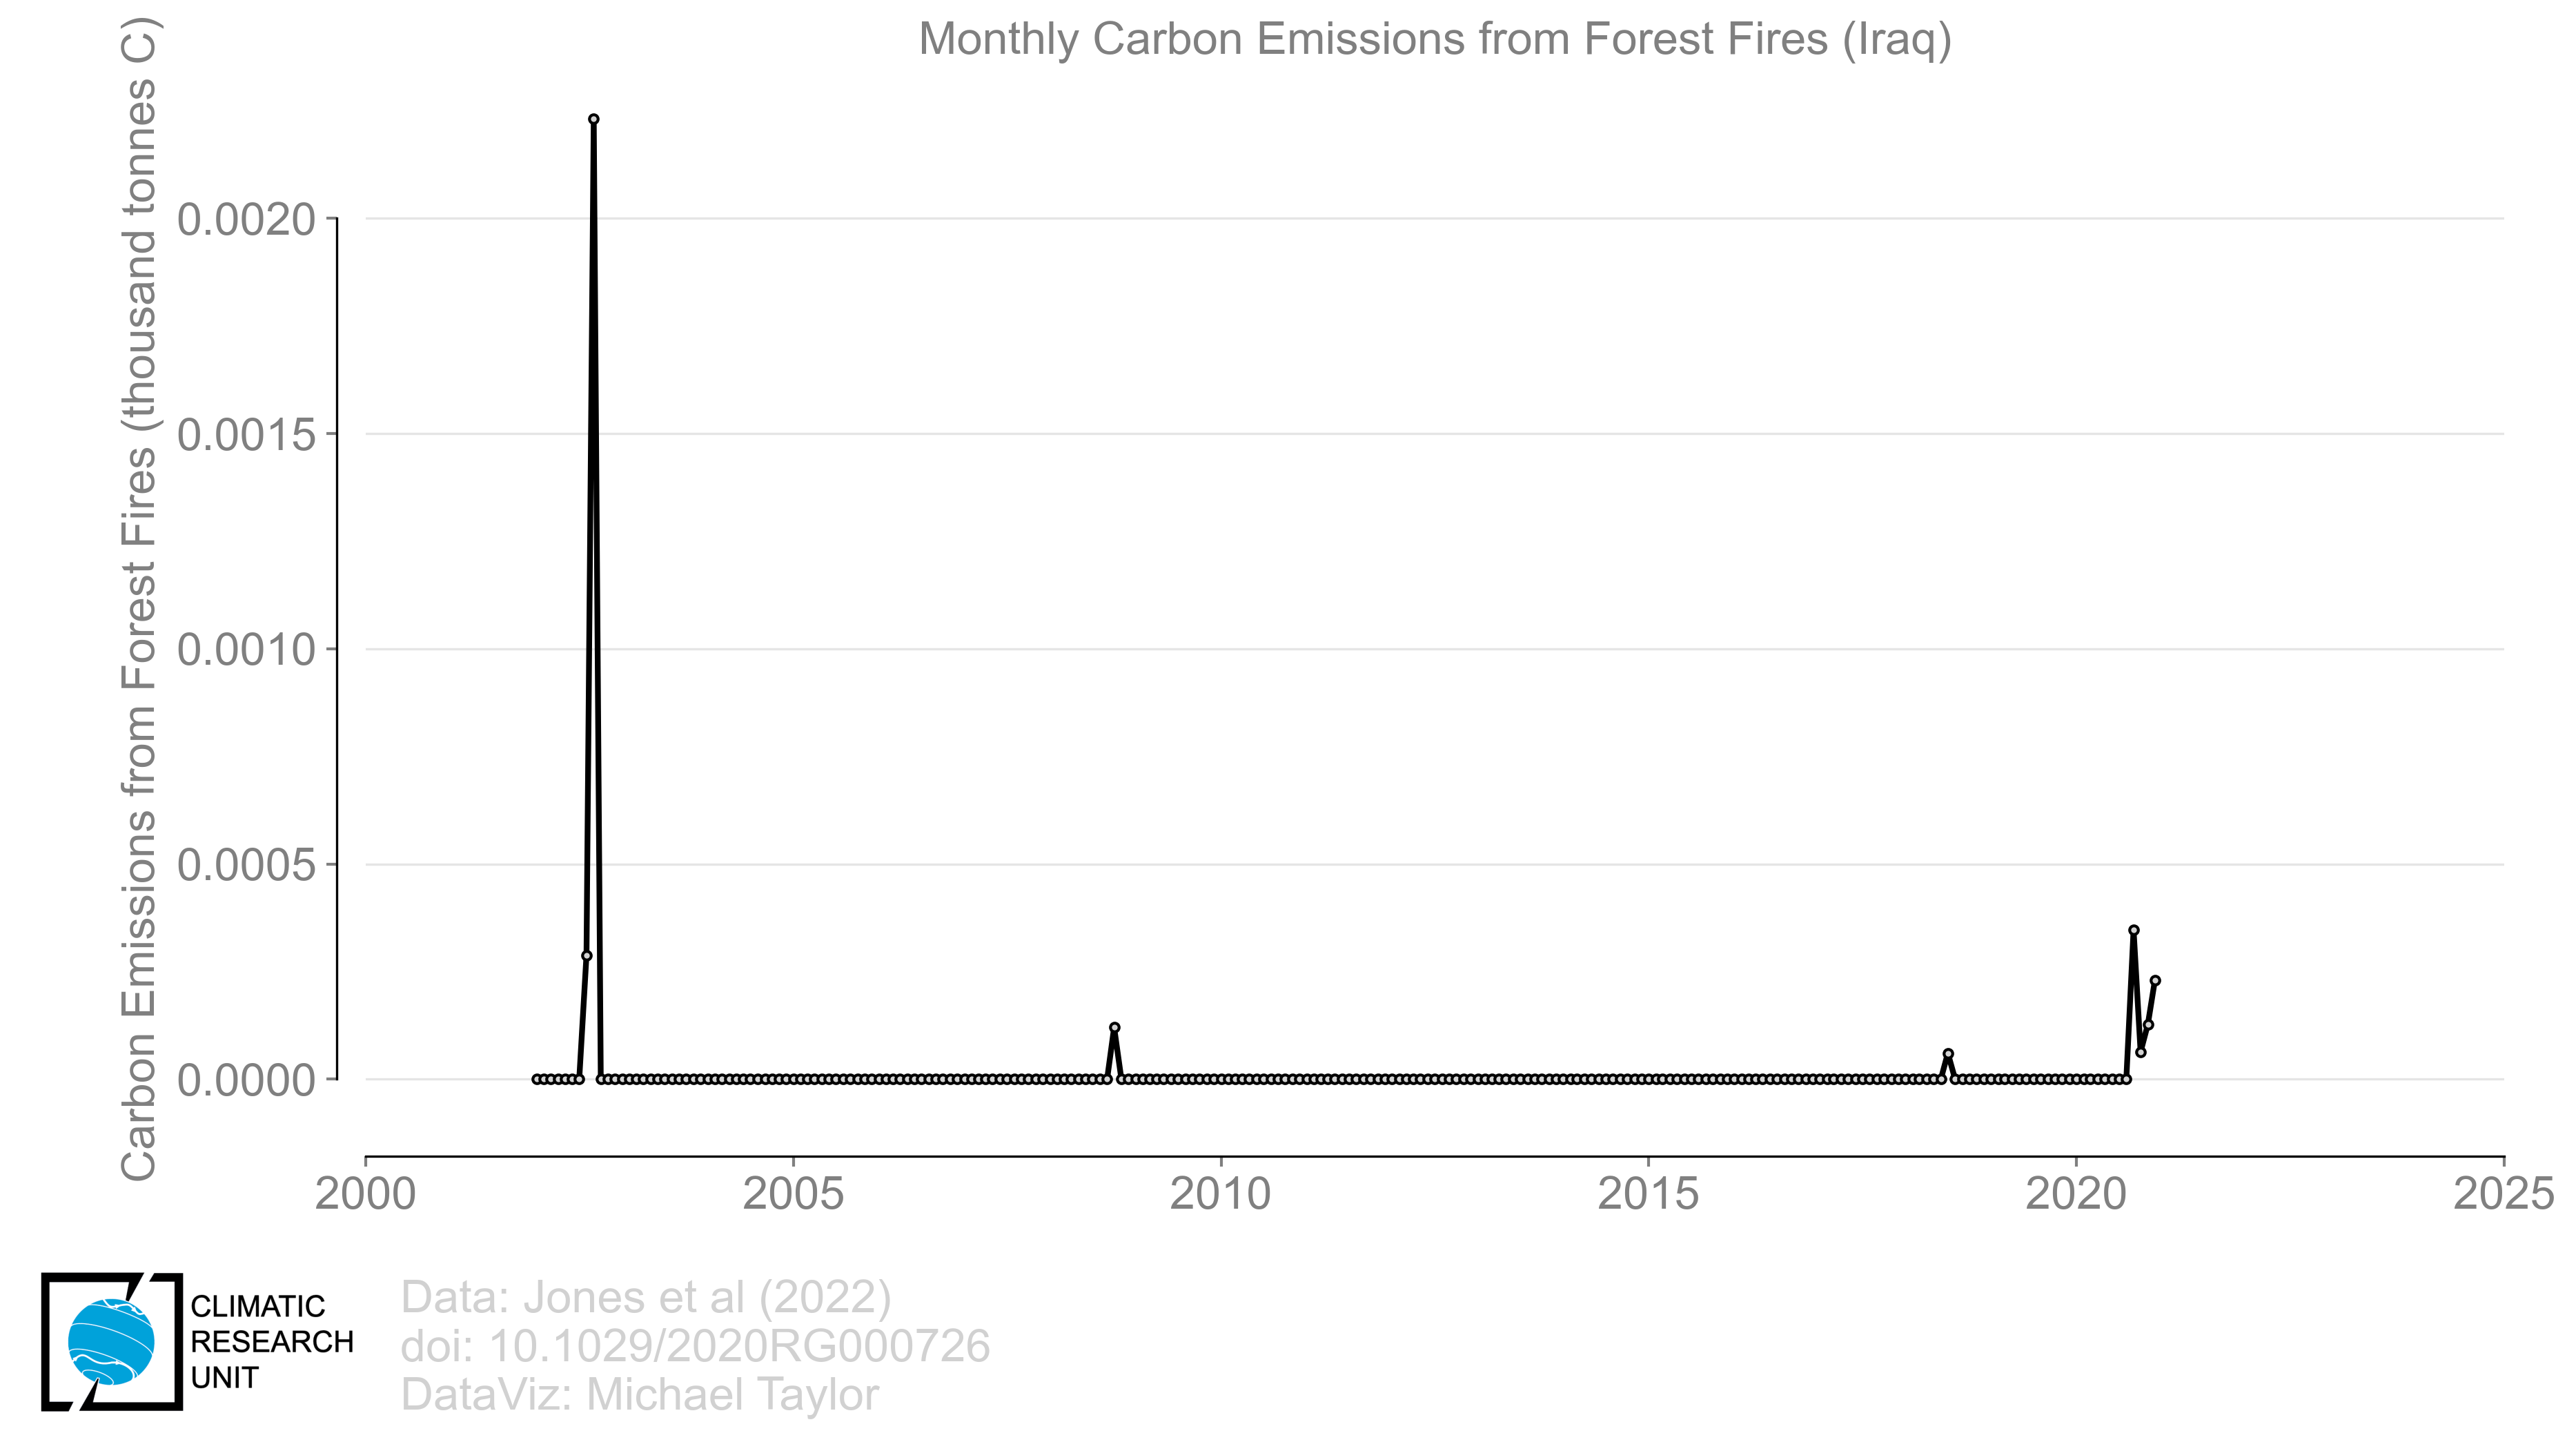 Monthly Carbon Emissions from Forest Fires (Iraq)
Carbon Emissions from Forest Fires (thousand tonnes C)
0.0020
0.0015
0.0010
0.0005
0.0000
2000 2005 2010 2015 2020 2025
CLIMATIC
RESEARCH
UNIT
Data: Jones et al (2022)
doi: 10.1029/2020RG000726
DataViz: Michael Taylor